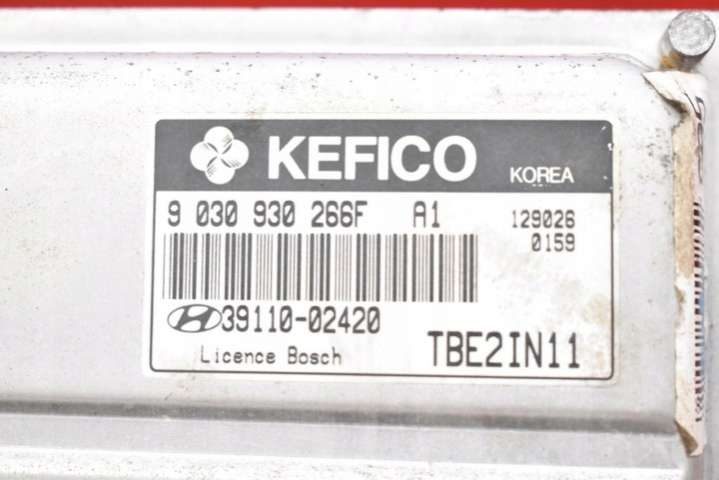 KEFICO KOREA
9 030 930 266F A1 129026
0159
39110-02420
Licence Bosch TBE2IN11